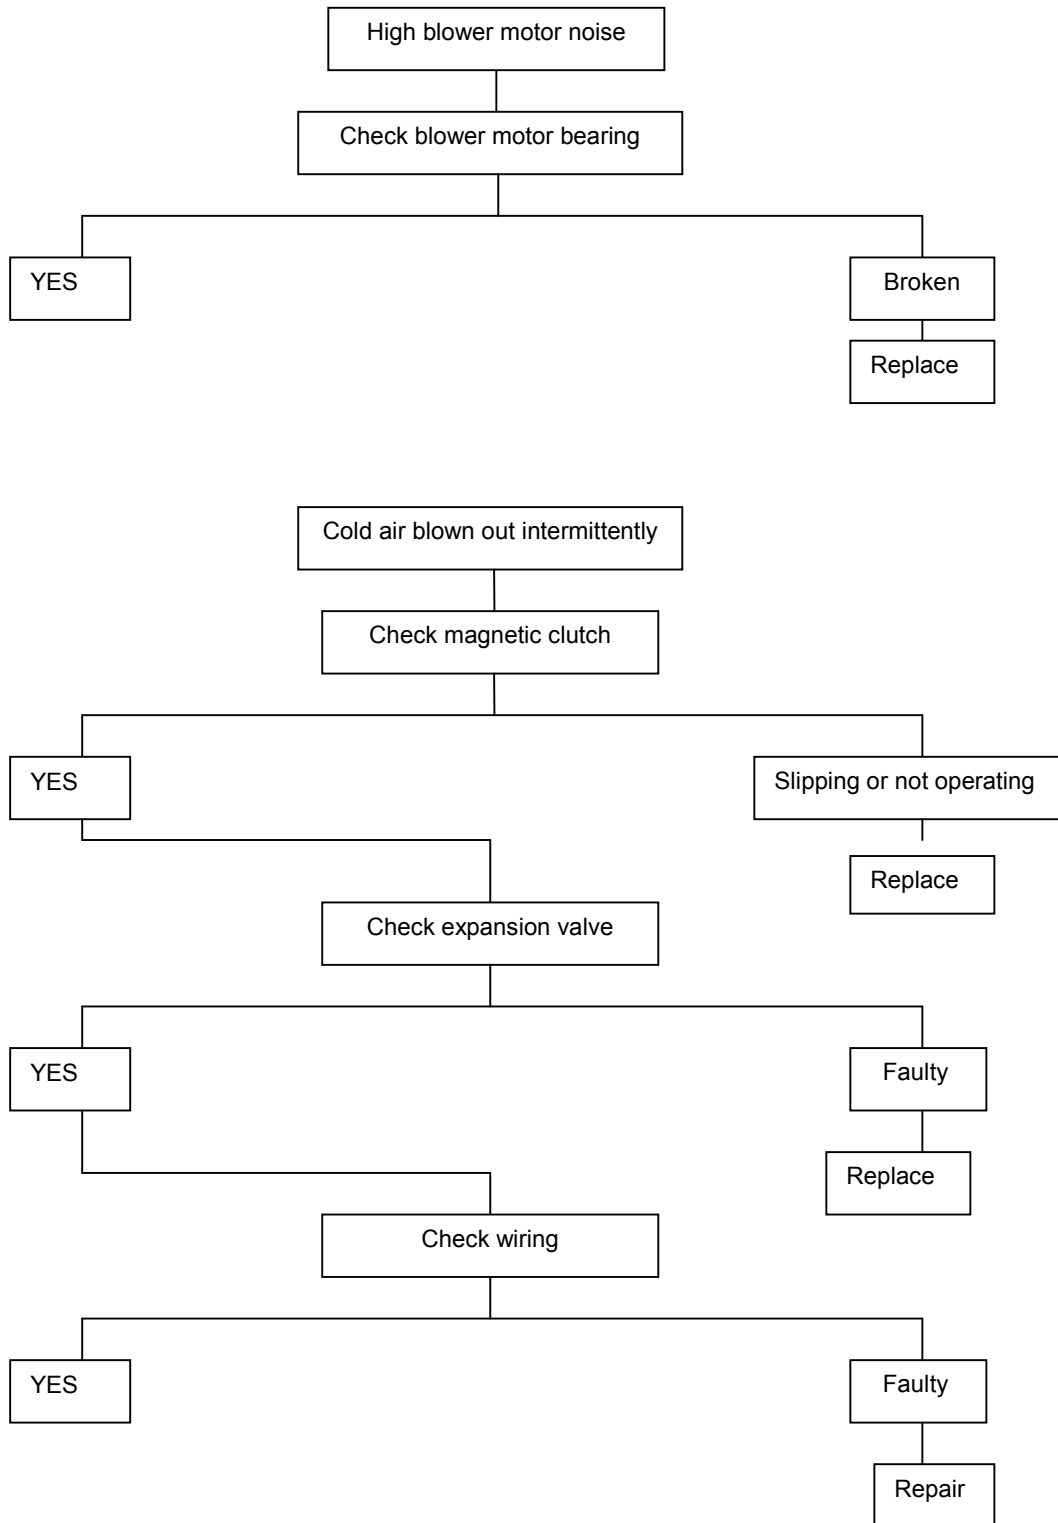 High blower motor noise
Check blower motor bearing
YES
Broken
Replace
Cold air blown out intermittently
Check magnetic clutch
YES
Slipping or not operating
Replace
Check expansion valve
YES
Faulty
Replace
Check wiring
YES
Faulty
Repair